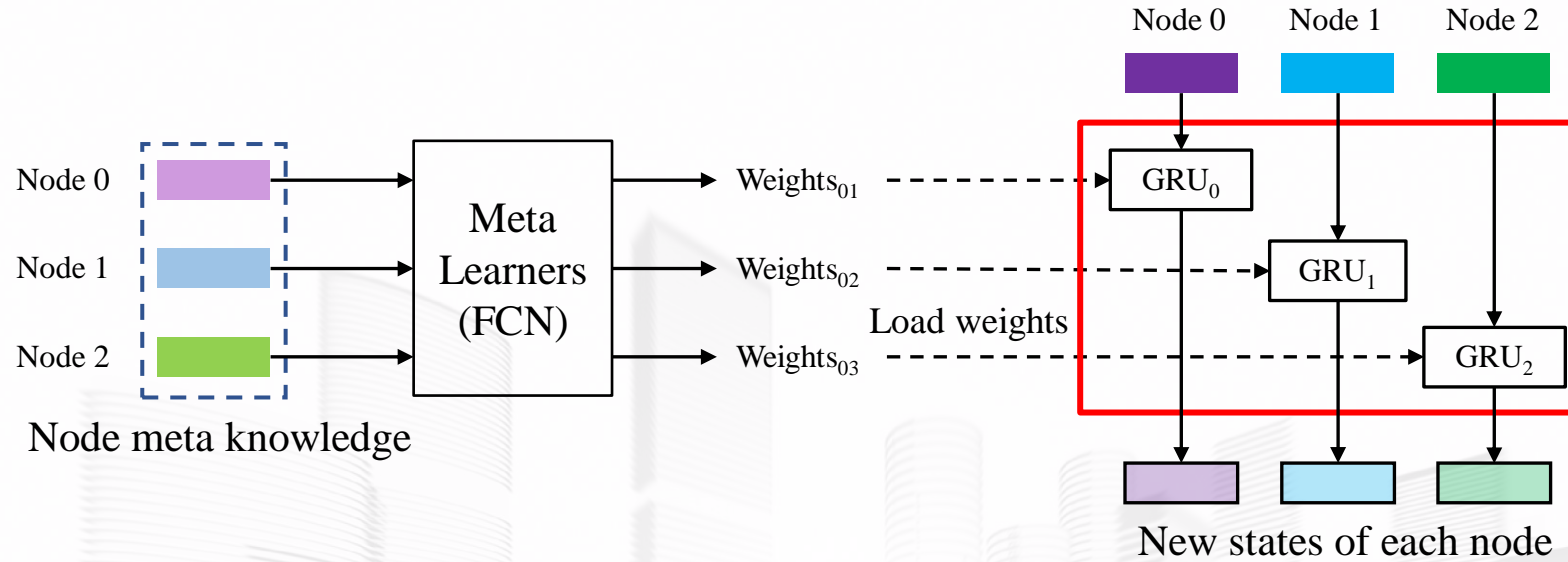 Node 0 Node 1 Node 2
Node 0
Node 1
Node 2
Node meta knowledge
Meta
Learners
(FCN)
Weights₀₁
Weights₀₂
Weights₀₃
Load weights
GRU₀
GRU₁
GRU₂
New states of each node